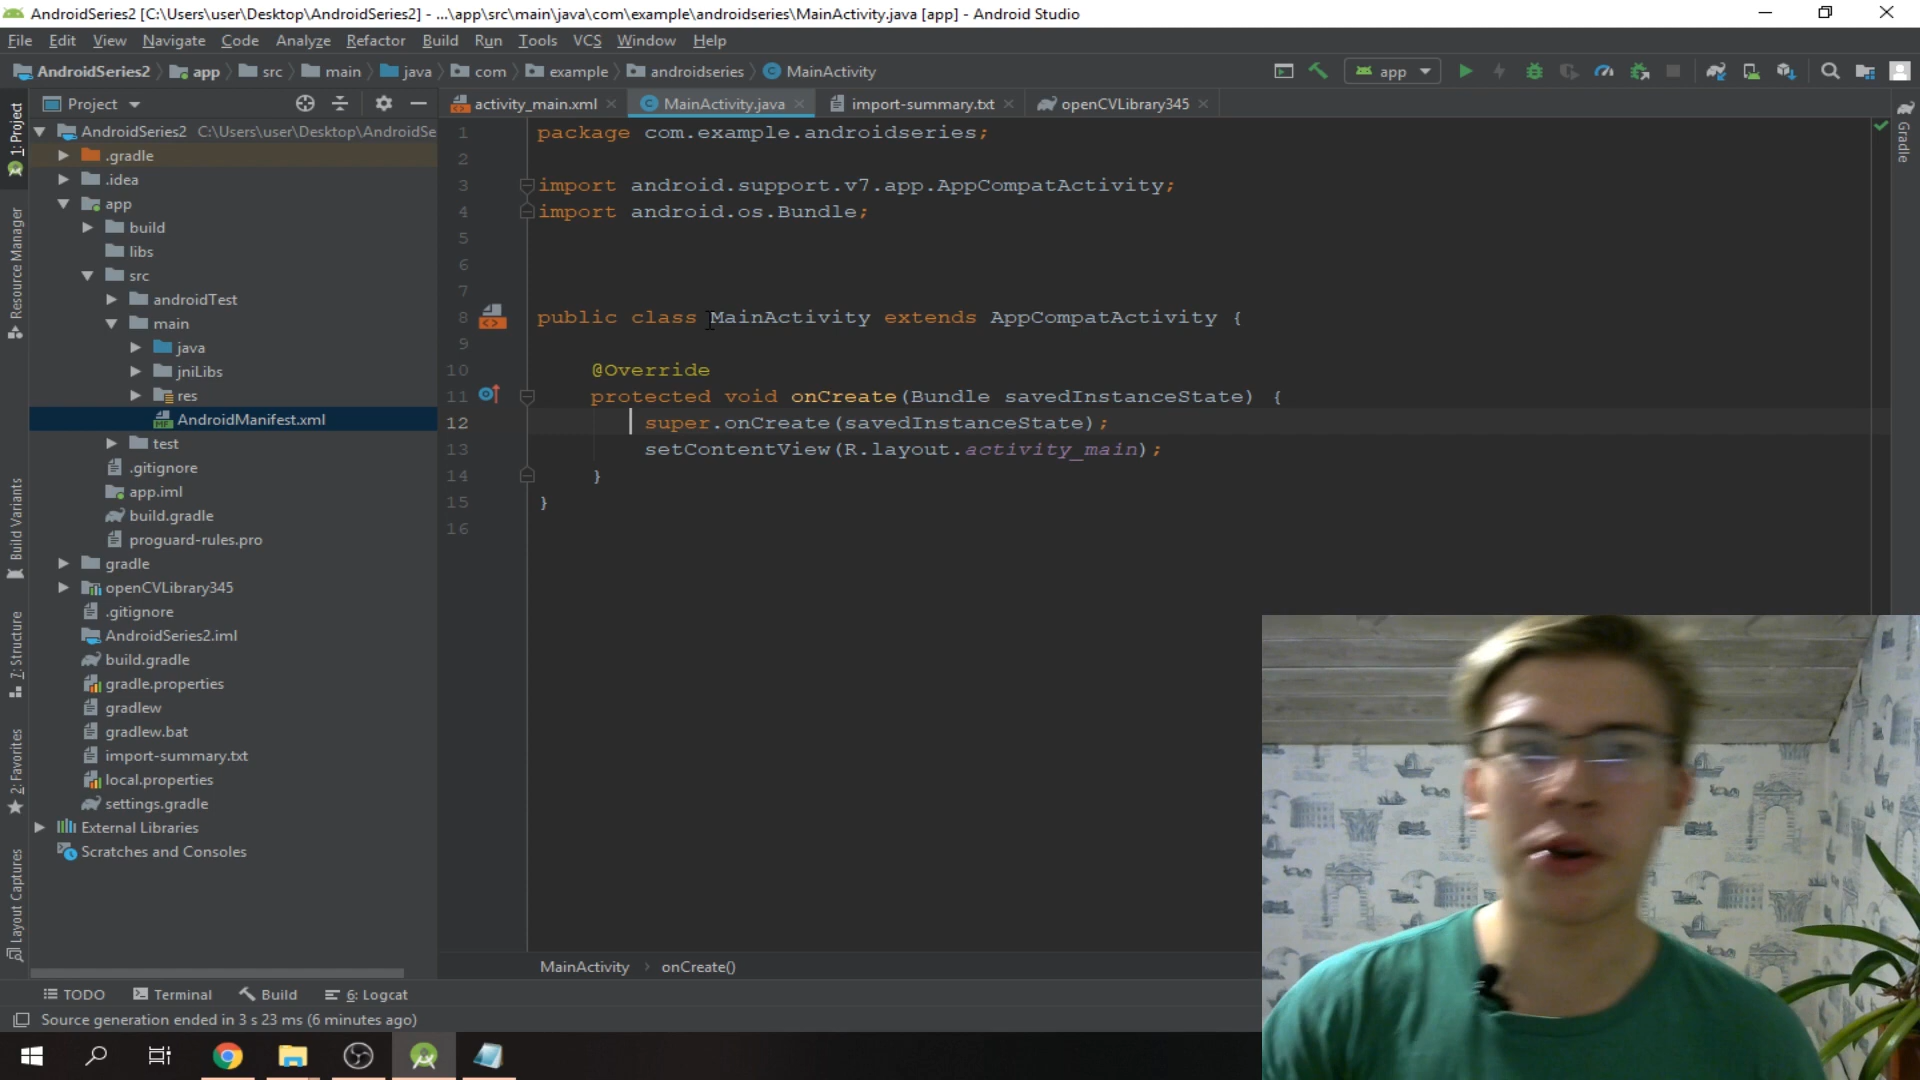 AndroidSeries2 [C:\Users\user\Desktop\AndroidSeries2] - ...\app\src\main\java\com\example\androidseries\MainActivity.java [app] - Android Studio
File Edit View Navigate Code Analyze Refactor Build Run Tools VCS Window Help
AndroidSeries2 app src main java com example androidseries MainActivity
app
Project
activity_main.xml MainActivity.java import-summary.txt openCVLibrary345
AndroidSeries2 C:\Users\user\Desktop\AndroidSe
.gradle
.idea
app
build
libs
src
androidTest
main
java
jniLibs
res
AndroidManifest.xml
test
.gitignore
app.iml
build.gradle
proguard-rules.pro
gradle
openCVLibrary345
.gitignore
AndroidSeries2.iml
build.gradle
gradle.properties
gradlew
gradlew.bat
import-summary.txt
local.properties
settings.gradle
External Libraries
Scratches and Consoles
1: Project
Resource Manager
Build Variants
7: Structure
2: Favorites
Layout Captures
Gradle
1 package com.example.androidseries;
2
3 import android.support.v7.app.AppCompatActivity;
4 import android.os.Bundle;
5
6
7
8 public class MainActivity extends AppCompatActivity {
9
10 @Override
11 protected void onCreate(Bundle savedInstanceState) {
12 super.onCreate(savedInstanceState);
13 setContentView(R.layout.activity_main);
14 }
15 }
16
MainActivity › onCreate()
TODO Terminal Build 6: Logcat
Source generation ended in 3 s 23 ms (6 minutes ago)